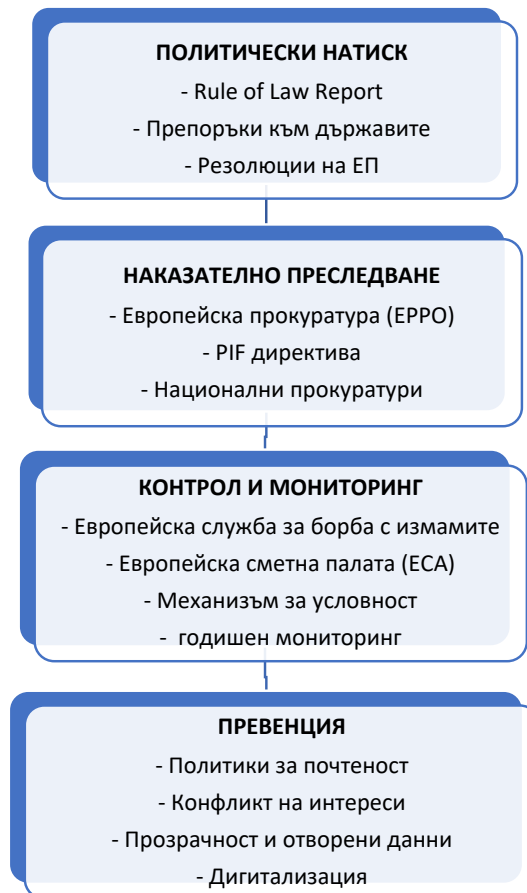 ПОЛИТИЧЕСКИ НАТИСК
- Rule of Law Report
- Препоръки към държавите
- Резолюции на ЕП
НАКАЗАТЕЛНО ПРЕСЛЕДВАНЕ
- Европейска прокуратура (EPPO)
- PIF директива
- Национални прокуратури
КОНТРОЛ И МОНИТОРИНГ
- Европейска служба за борба с измамите
- Европейска сметна палата (ECA)
- Механизъм за условност
- годишен мониторинг
ПРЕВЕНЦИЯ
- Политики за почтеност
- Конфликт на интереси
- Прозрачност и отворени данни
- Дигитализация